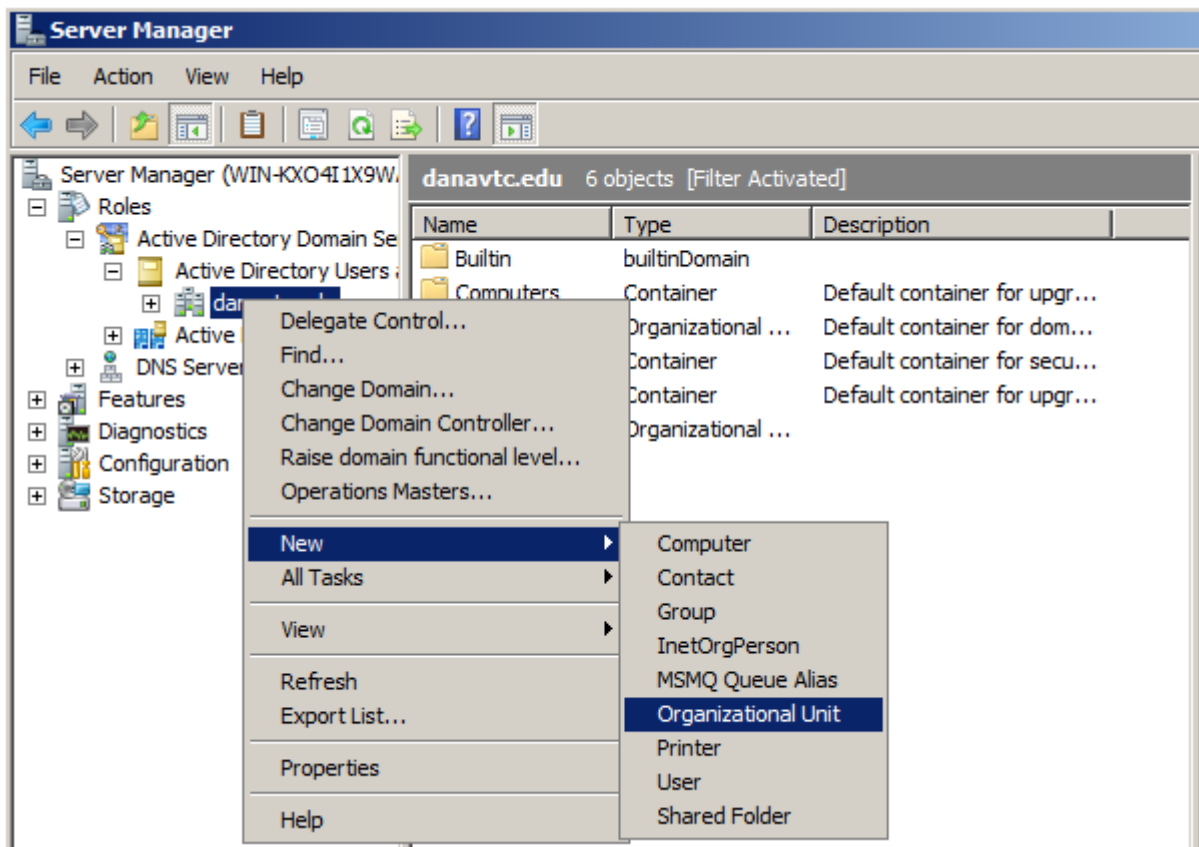 Server Manager
File Action View Help
Server Manager (WIN-KXO4I1X9W
Roles
Active Directory Domain Se
Active Directory Users
Active
DNS Server
Features
Diagnostics
Configuration
Storage
danavtc.edu 6 objects [Filter Activated]
Name Type Description
Builtin builtinDomain
Computers Container Default container for upgr...
Organizational ... Default container for dom...
Container Default container for secu...
Container Default container for upgr...
Organizational ...
Delegate Control...
Find...
Change Domain...
Change Domain Controller...
Raise domain functional level...
Operations Masters...
New
All Tasks
View
Refresh
Export List...
Properties
Help
Computer
Contact
Group
InetOrgPerson
MSMQ Queue Alias
Organizational Unit
Printer
User
Shared Folder